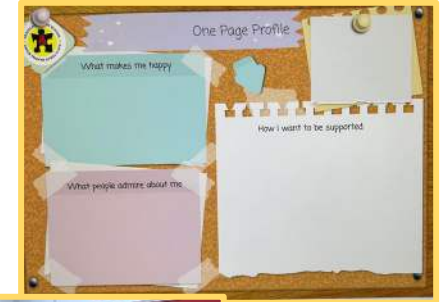 One Page Profile
What makes me happy
How I want to be supported
What people admire about me